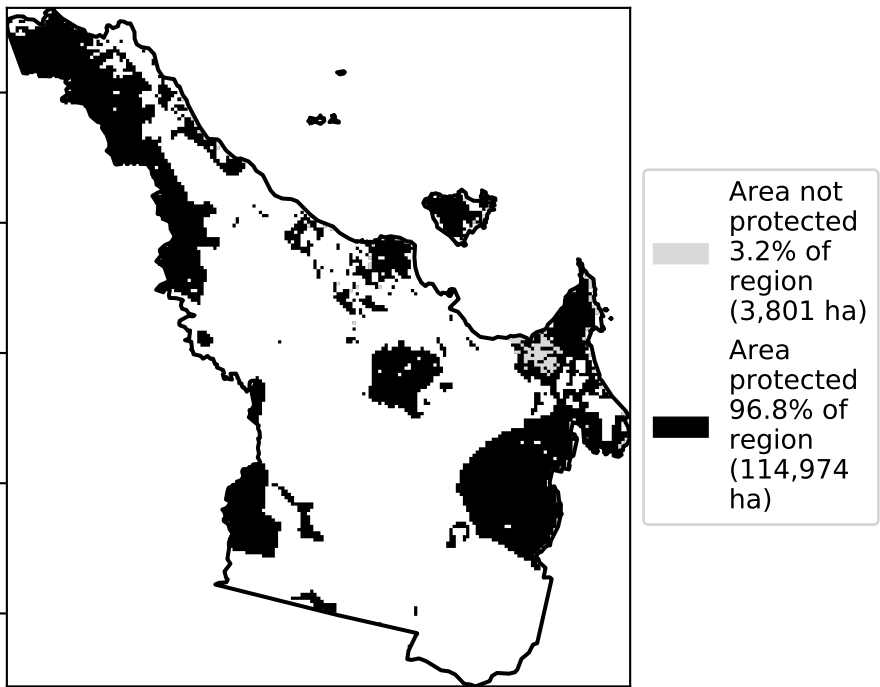 Area not
protected
3.2% of
region
(3,801 ha)
Area
protected
96.8% of
region
(114,974
ha)